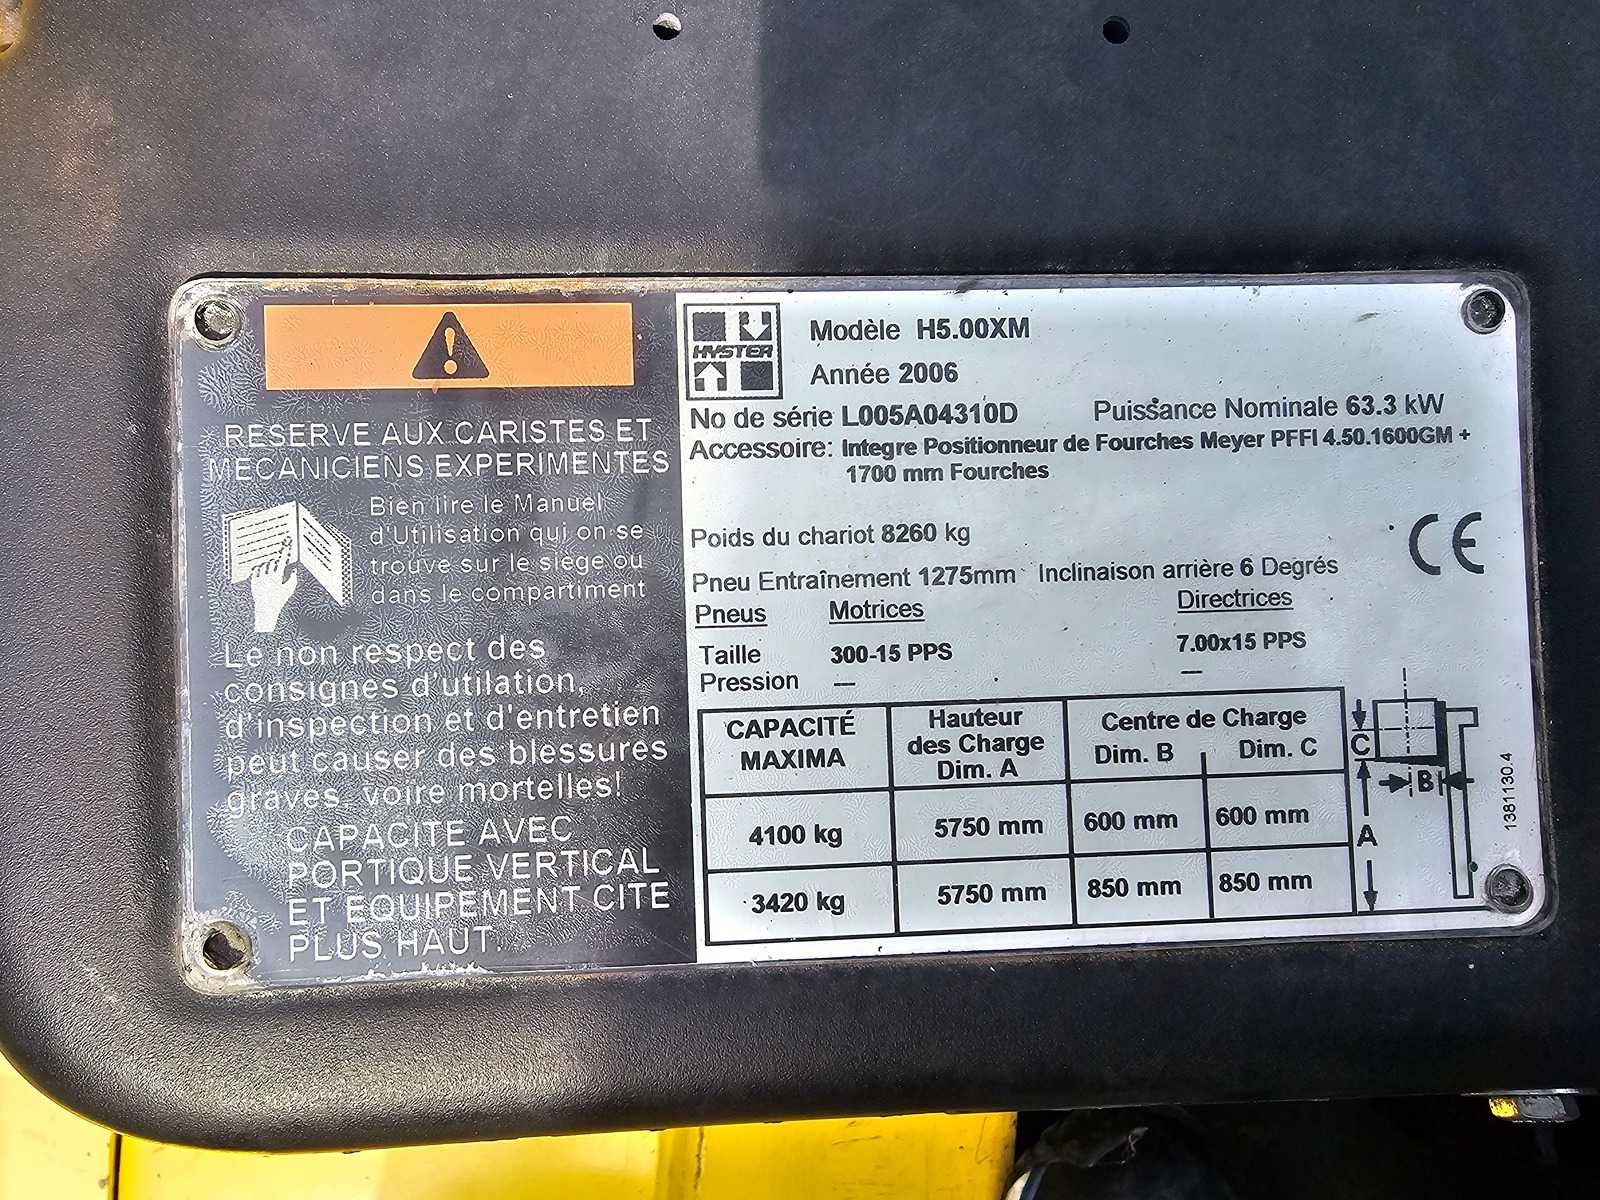 RESERVE AUX CARISTES ET
MECANICIENS EXPERIMENTES
Bien lire le Manuel
d'Utilisation qui on se
trouve sur le siege ou
dans le compartiment
Le non respect des
consignes d'utilation,
d'inspection et d'entretien
peut causer des blessures
graves, voire mortelles!
CAPACITE AVEC
PORTIQUE VERTICAL
ET EQUIPEMENT CITE
PLUS HAUT.
HYSTER
Modèle H5.00XM
Année 2006
No de série L005A04310D Puissance Nominale 63.3 kW
Accessoire: Integre Positionneur de Fourches Meyer PFFI 4.50.1600GM +
1700 mm Fourches
Poids du chariot 8260 kg
CE
Pneu Entraînement 1275mm Inclinaison arrière 6 Degrés
Pneus Motrices Directrices
Taille 300-15 PPS 7.00x15 PPS
Pression --- ---
CAPACITÉ MAXIMA Hauteur des Charge Dim. A Centre de Charge Dim. B Dim. C
4100 kg 5750 mm 600 mm 600 mm
3420 kg 5750 mm 850 mm 850 mm
C
B
A
1381130.4